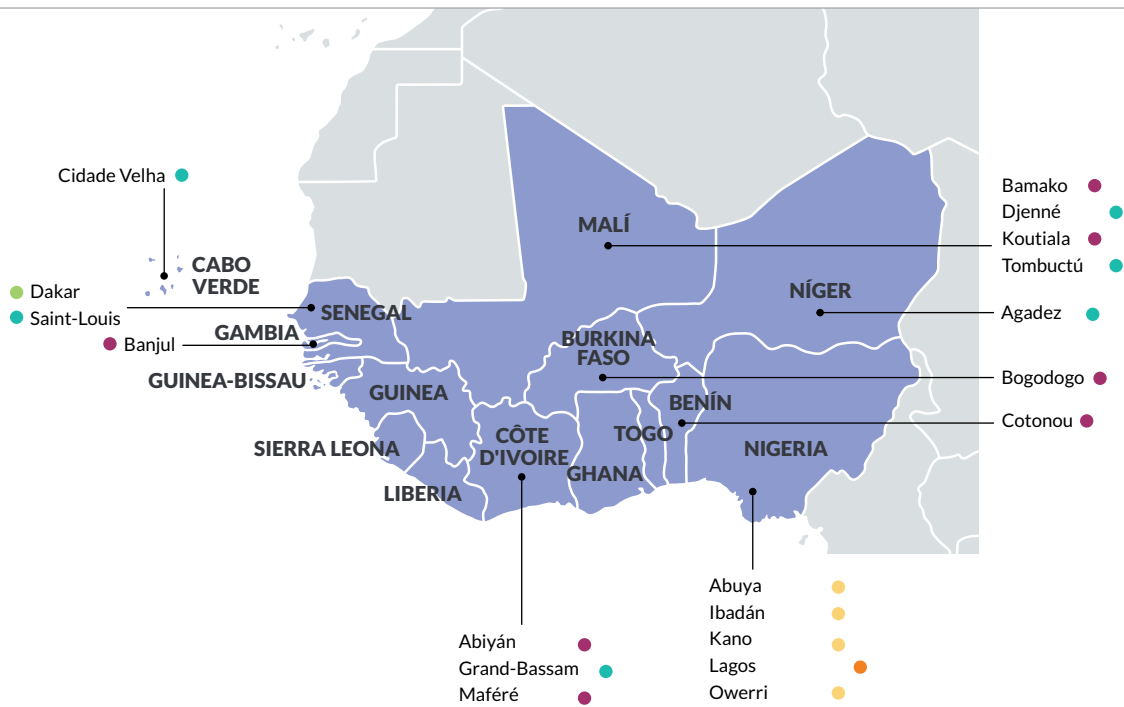 Cidade Velha
CABO
VERDE
Dakar
Saint-Louis
SENEGAL
GAMBIA
Banjul
GUINEA-BISSAU
GUINEA
SIERRA LEONA
LIBERIA
CÔTE
D'IVOIRE
MALÍ
BURKINA
FASO
GHANA
TOGO
BENÍN
NÍGER
NIGERIA
Bamako
Djenné
Koutiala
Tombuctú
Agadez
Bogodogo
Cotonou
Abiyán
Grand-Bassam
Maféré
Abuya
Ibadán
Kano
Lagos
Owerri